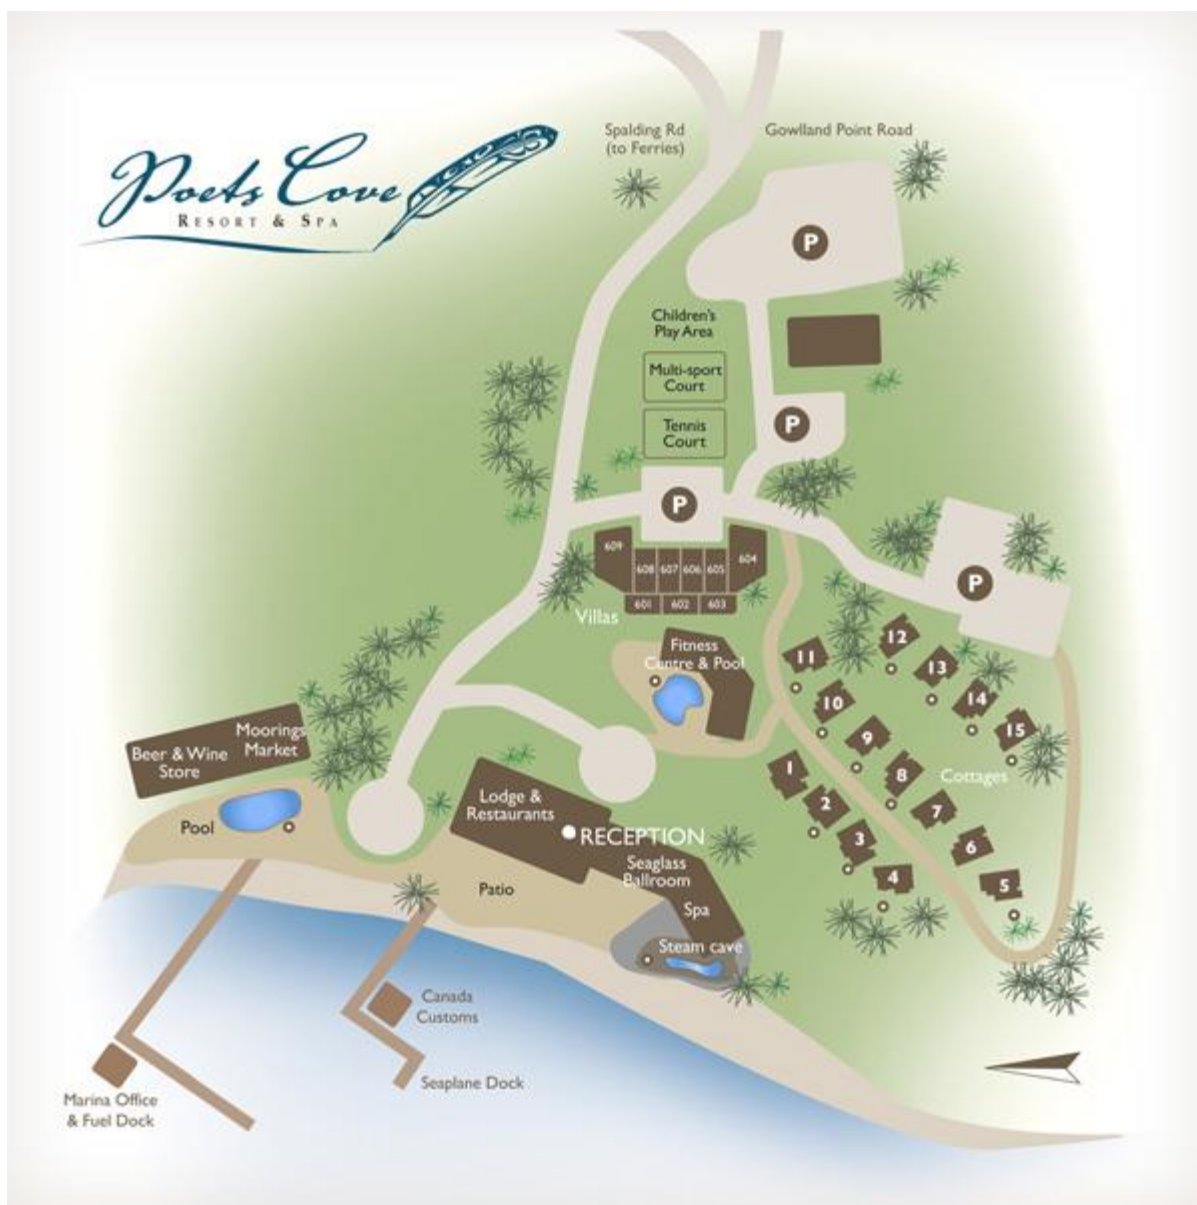 Poets Cove
RESORT & SPA
Spalding Rd
(to Ferries)
Gowlland Point Road
P
Children's
Play Area
Multi-sport
Court
Tennis
Court
P
P
P
609
608
607
606
605
604
601
602
603
Villas
Fitness
Centre & Pool
11
12
13
14
15
10
9
8
7
6
5
1
2
3
4
Cottages
Moorings
Market
Beer & Wine
Store
Pool
Lodge &
Restaurants
RECEPTION
Seaglass
Ballroom
Spa
Steam cave
Patio
Canada
Customs
Seaplane Dock
Marina Office
& Fuel Dock